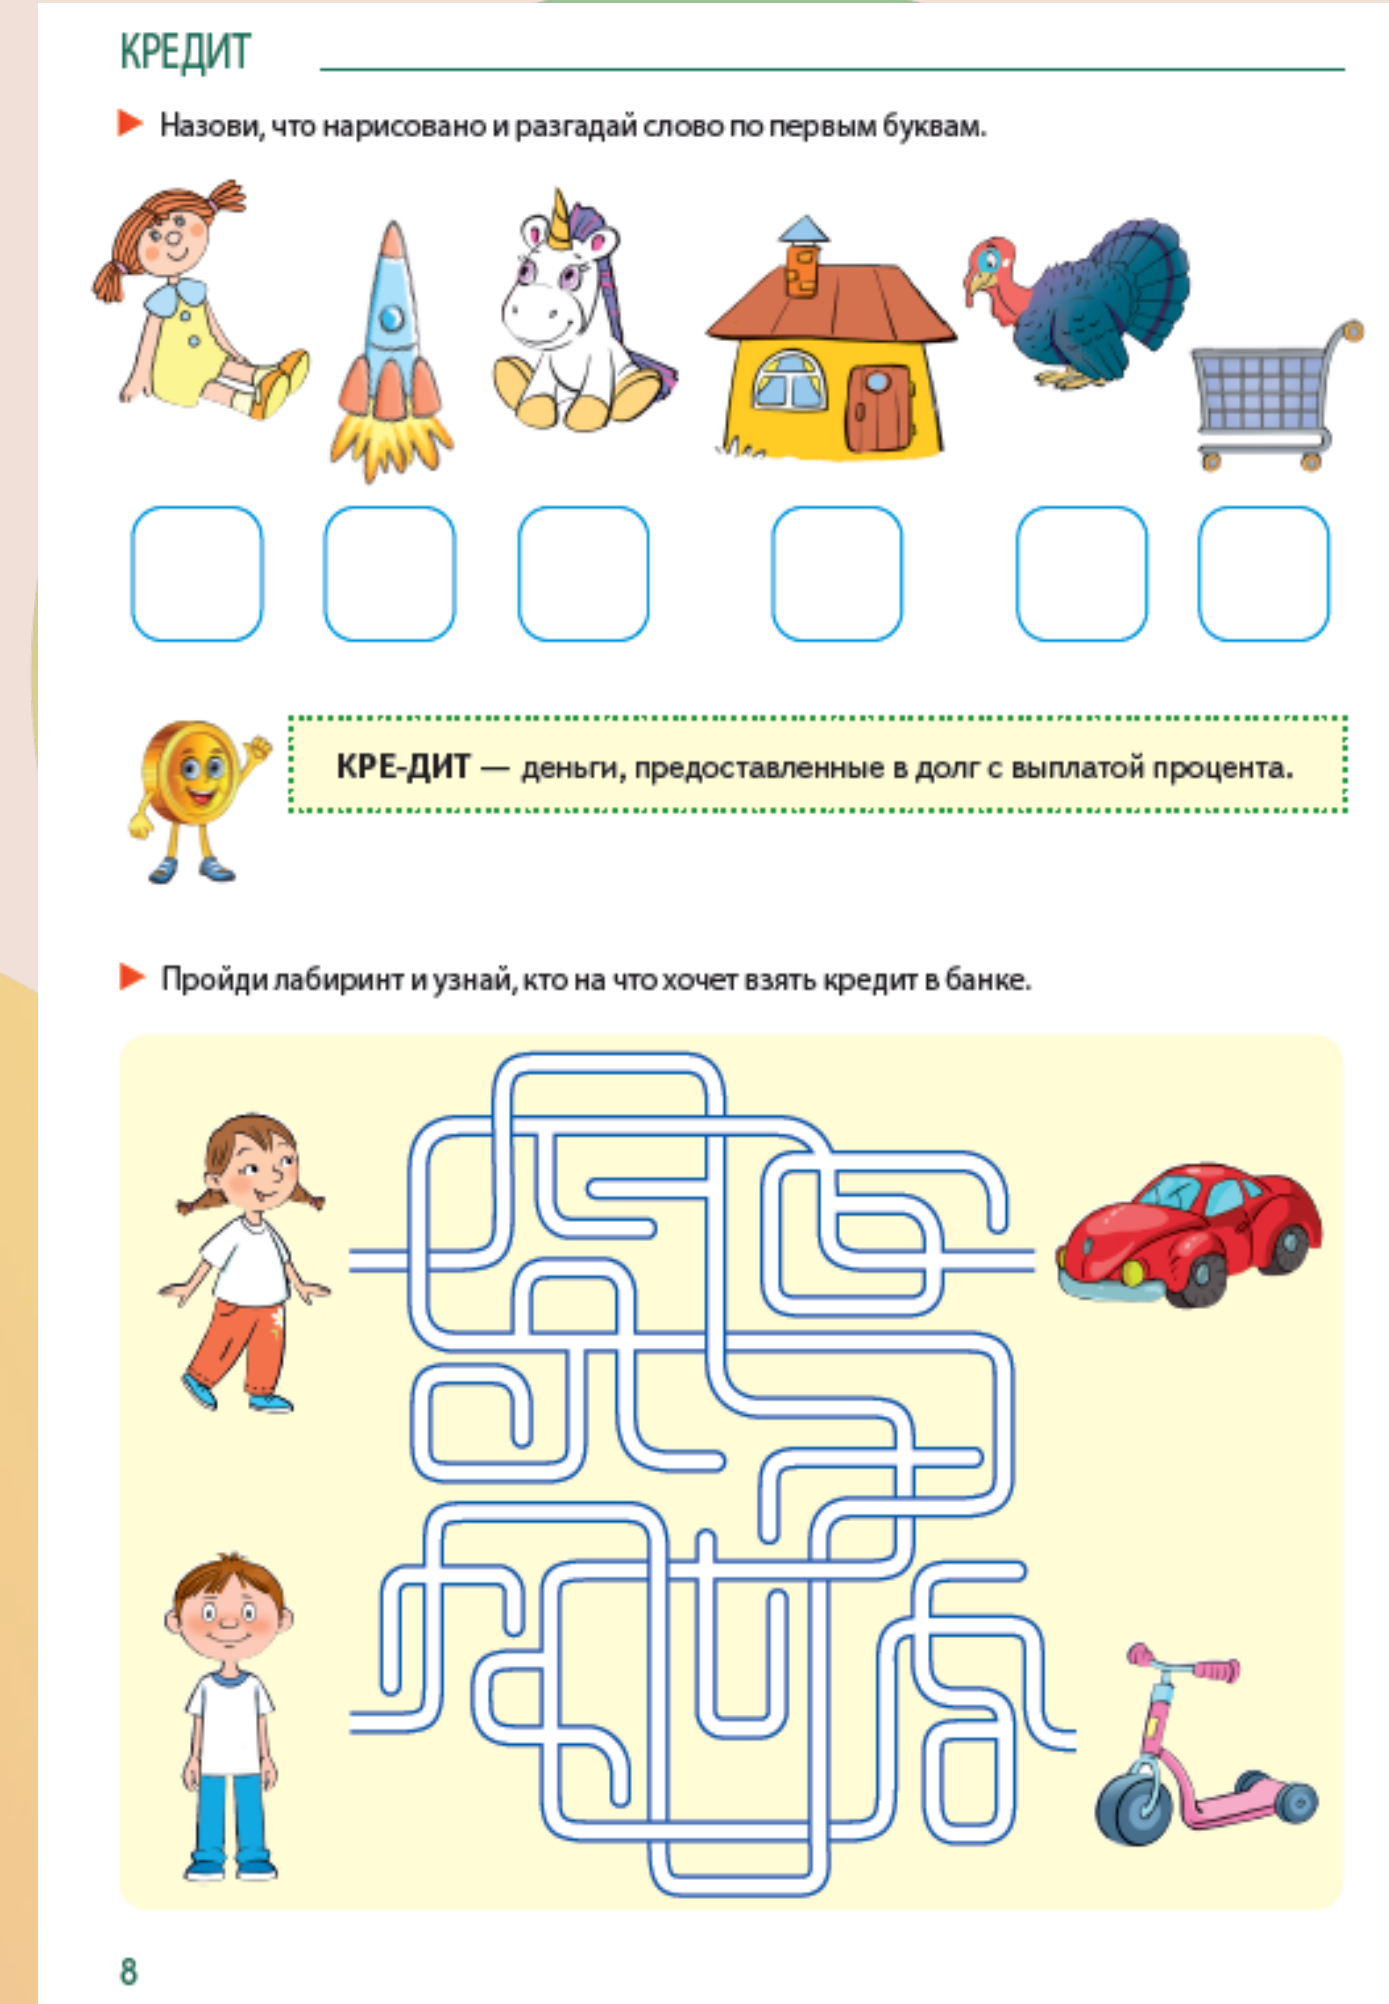 КРЕДИТ
Назови, что нарисовано и разгадай слово по первым буквам.
КРЕ-ДИТ — деньги, предоставленные в долг с выплатой процента.
Пройди лабиринт и узнай, кто на что хочет взять кредит в банке.
8